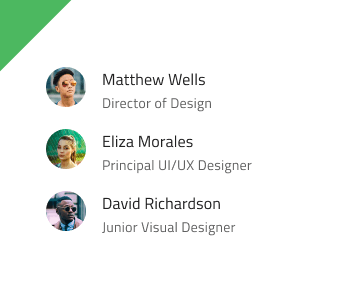 Matthew Wells
Director of Design
Eliza Morales
Principal UI/UX Designer
David Richardson
Junior Visual Designer